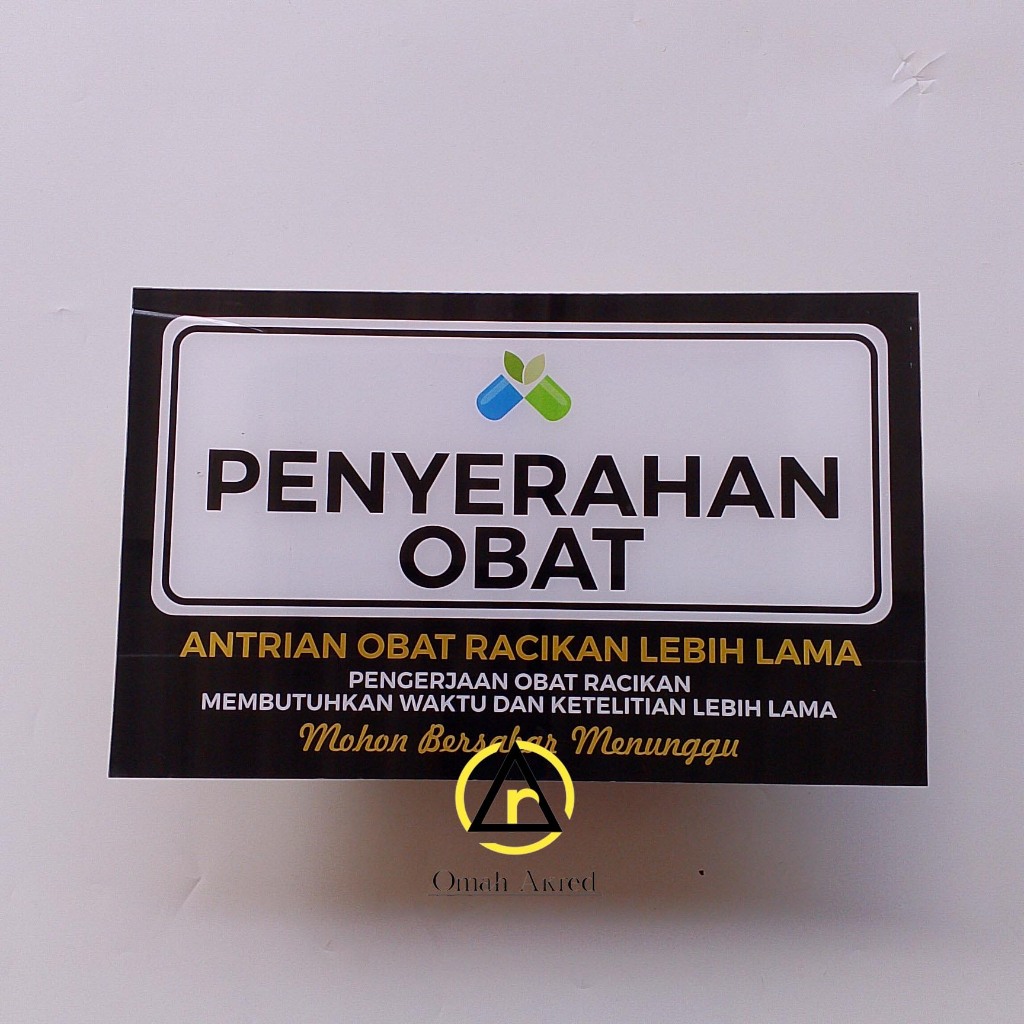 PENYERAHAN
OBAT
ANTRIAN OBAT RACIKAN LEBIH LAMA
PENGERJAAN OBAT RACIKAN
MEMBUTUHKAN WAKTU DAN KETELITIAN LEBIH LAMA
Mohon Bersabar Menunggu
r
Omah Akred